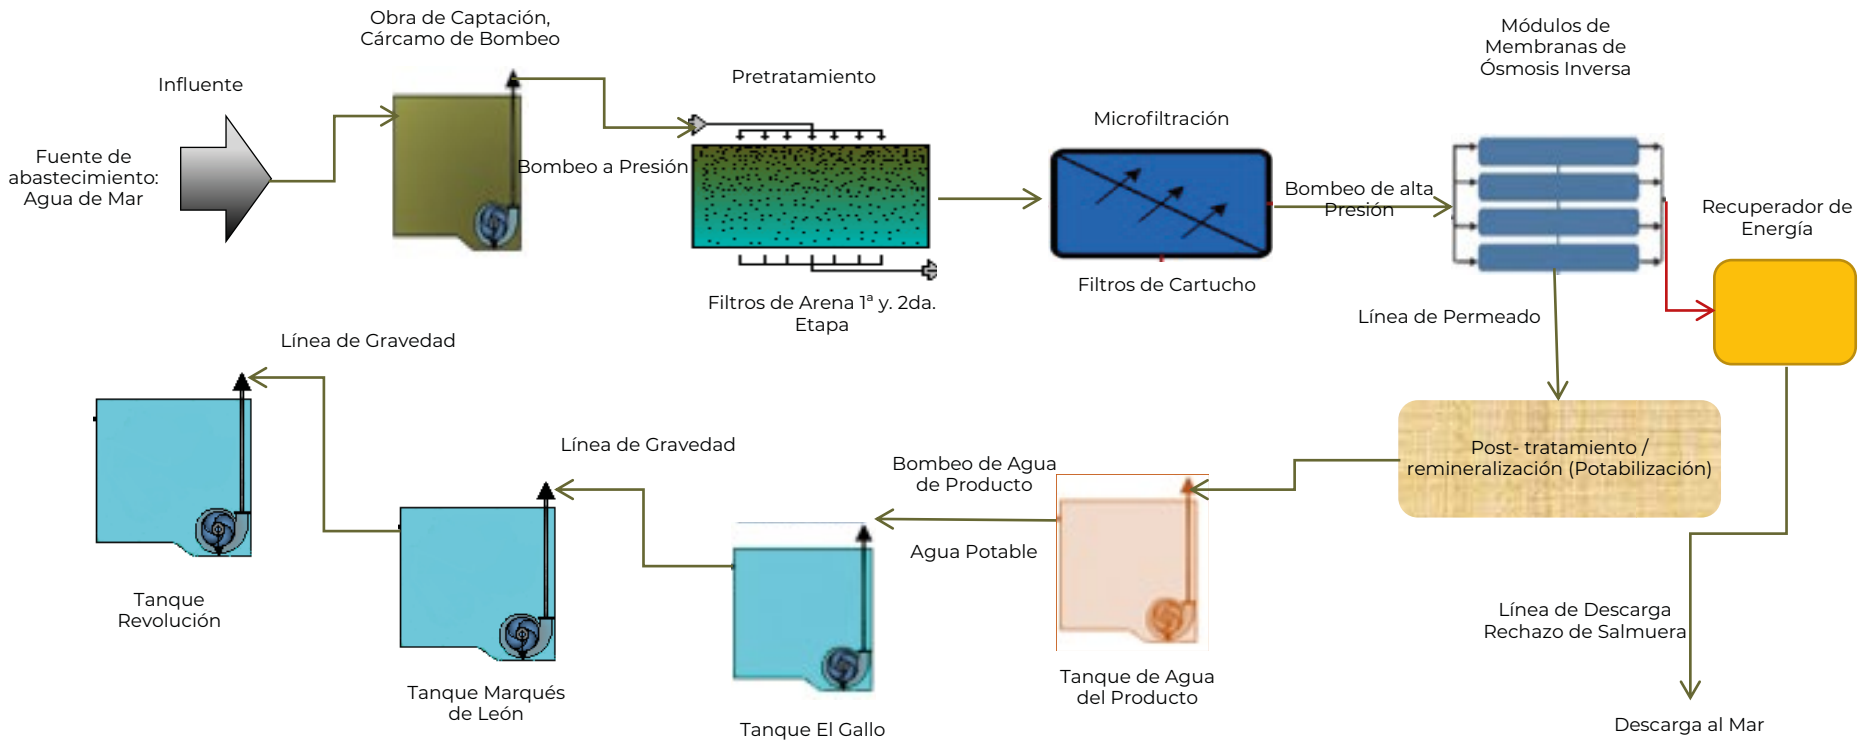 Obra de Captación,
Cárcamo de Bombeo
Influente
Fuente de
abastecimiento:
Agua de Mar
Bombeo a Presión
Pretratamiento
Filtros de Arena 1ª y. 2da.
Etapa
Microfiltración
Filtros de Cartucho
Bombeo de alta
Presión
Módulos de
Membranas de
Ósmosis Inversa
Recuperador de
Energía
Línea de Permeado
Post- tratamiento /
remineralización (Potabilización)
Línea de Descarga
Rechazo de Salmuera
Descarga al Mar
Bombeo de Agua
de Producto
Agua Potable
Tanque de Agua
del Producto
Línea de Gravedad
Tanque El Gallo
Línea de Gravedad
Tanque Marqués
de León
Tanque
Revolución